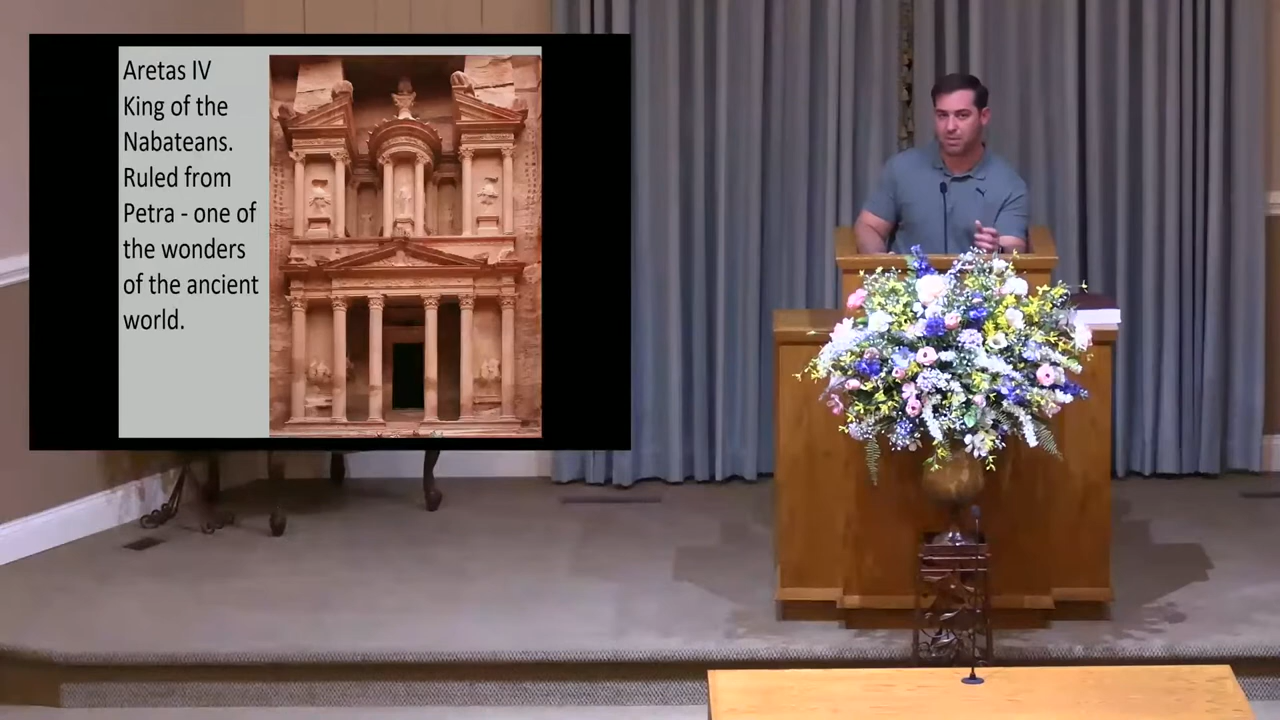 Aretas IV
King of the
Nabateans.
Ruled from
Petra - one of
the wonders
of the ancient
world.